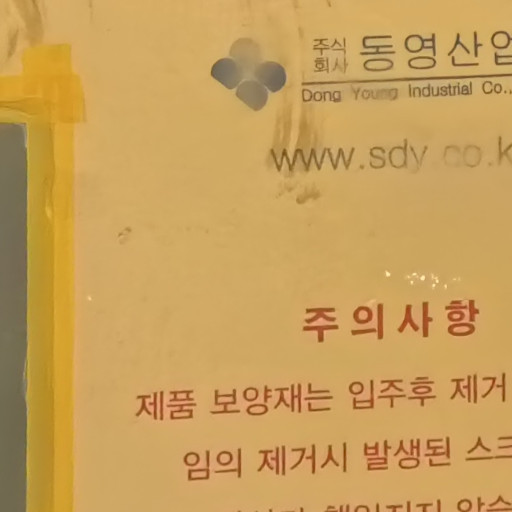 주식
회사 동영산업
Dong Young Industrial Co.,
www.sdy.co.k
주의사항
제품 보양재는 입주후 제거
임의 제거시 발생된 스크